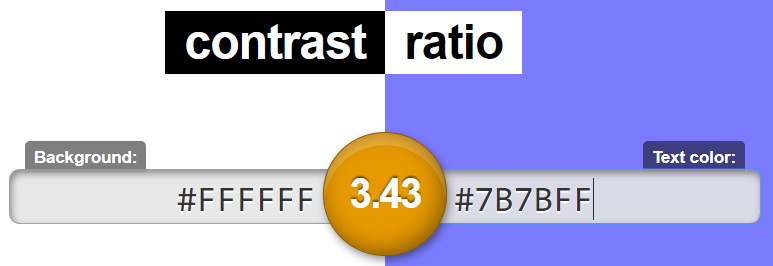 contrast ratio
Background: Text color:
#FFFFFF 3.43 #7B7BFF